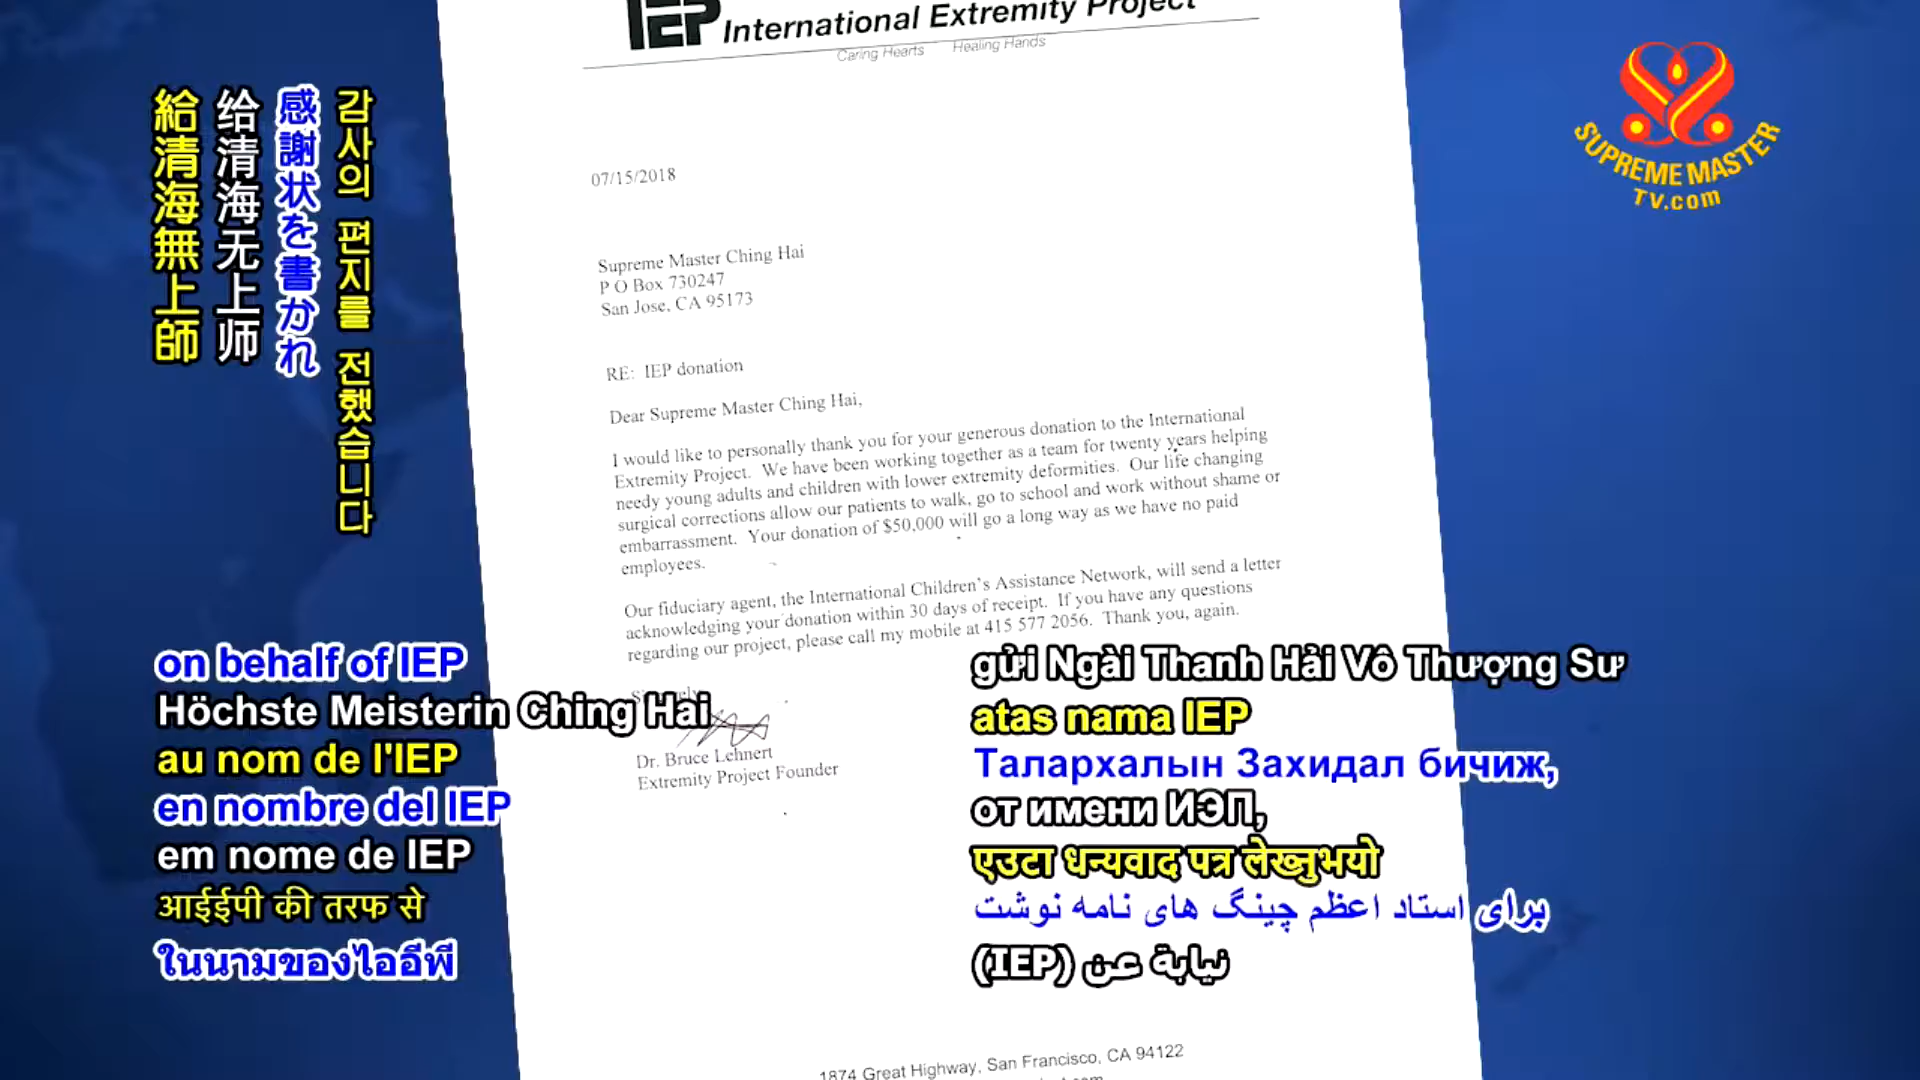 IEP International Extremity Project
Caring Hearts Healing Hands
07/15/2018
Supreme Master Ching Hai
P O Box 730247
San Jose, CA 95173
RE: IEP donation
Dear Supreme Master Ching Hai,
I would like to personally thank you for your generous donation to the International
Extremity Project. We have been working together as a team for twenty years helping
needy young adults and children with lower extremity deformities. Our life changing
surgical corrections allow our patients to walk, go to school and work without shame or
embarrassment. Your donation of $50,000 will go a long way as we have no paid
employees.
Our fiduciary agent, the International Children's Assistance Network, will send a letter
acknowledging your donation within 30 days of receipt. If you have any questions
regarding our project, please call my mobile at 415 577 2056. Thank you, again.
Sincerely
Dr. Bruce Lehnert
Extremity Project Founder
1874 Great Highway, San Francisco, CA 94122
SUPREME MASTER
TV.com
감사의 편지를 전했습니다
感謝状を書かれ
给清海无上师
給清海無上師
on behalf of IEP
Höchste Meisterin Ching Hai
au nom de l'IEP
en nombre del IEP
em nome de IEP
आईईपी की तरफ से
ในนามของไออีพี
gửi Ngài Thanh Hải Vô Thượng Sư
atas nama IEP
Талархалын Захидал бичиж,
от имени ИЭП,
एउटा धन्यवाद पत्र लेख्नुभयो
برای استاد اعظم چینگ های نامه نوشت
نيابة عن (IEP)